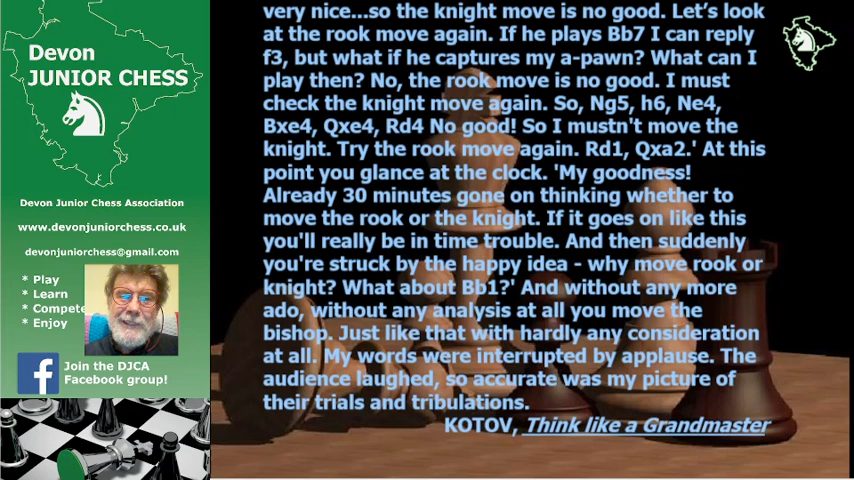 Devon
JUNIOR CHESS
Devon Junior Chess Association
www.devonjuniorchess.co.uk
devonjuniorchess@gmail.com
* Play
* Learn
* Compete
* Enjoy
Join the DJCA
Facebook group!
very nice...so the knight move is no good. Let’s look
at the rook move again. If he plays Bb7 I can reply
f3, but what if he captures my a-pawn? What can I
play then? No, the rook move is no good. I must
check the knight move again. So, Ng5, h6, Ne4,
Bxe4, Qxe4, Rd4 No good! So I mustn't move the
knight. Try the rook move again. Rd1, Qxa2.' At this
point you glance at the clock. 'My goodness!
Already 30 minutes gone on thinking whether to
move the rook or the knight. If it goes on like this
you'll really be in time trouble. And then suddenly
you're struck by the happy idea - why move rook or
knight? What about Bb1?' And without any more
ado, without any analysis at all you move the
bishop. Just like that with hardly any consideration
at all. My words were interrupted by applause. The
audience laughed, so accurate was my picture of
their trials and tribulations.
KOTOV, Think like a Grandmaster